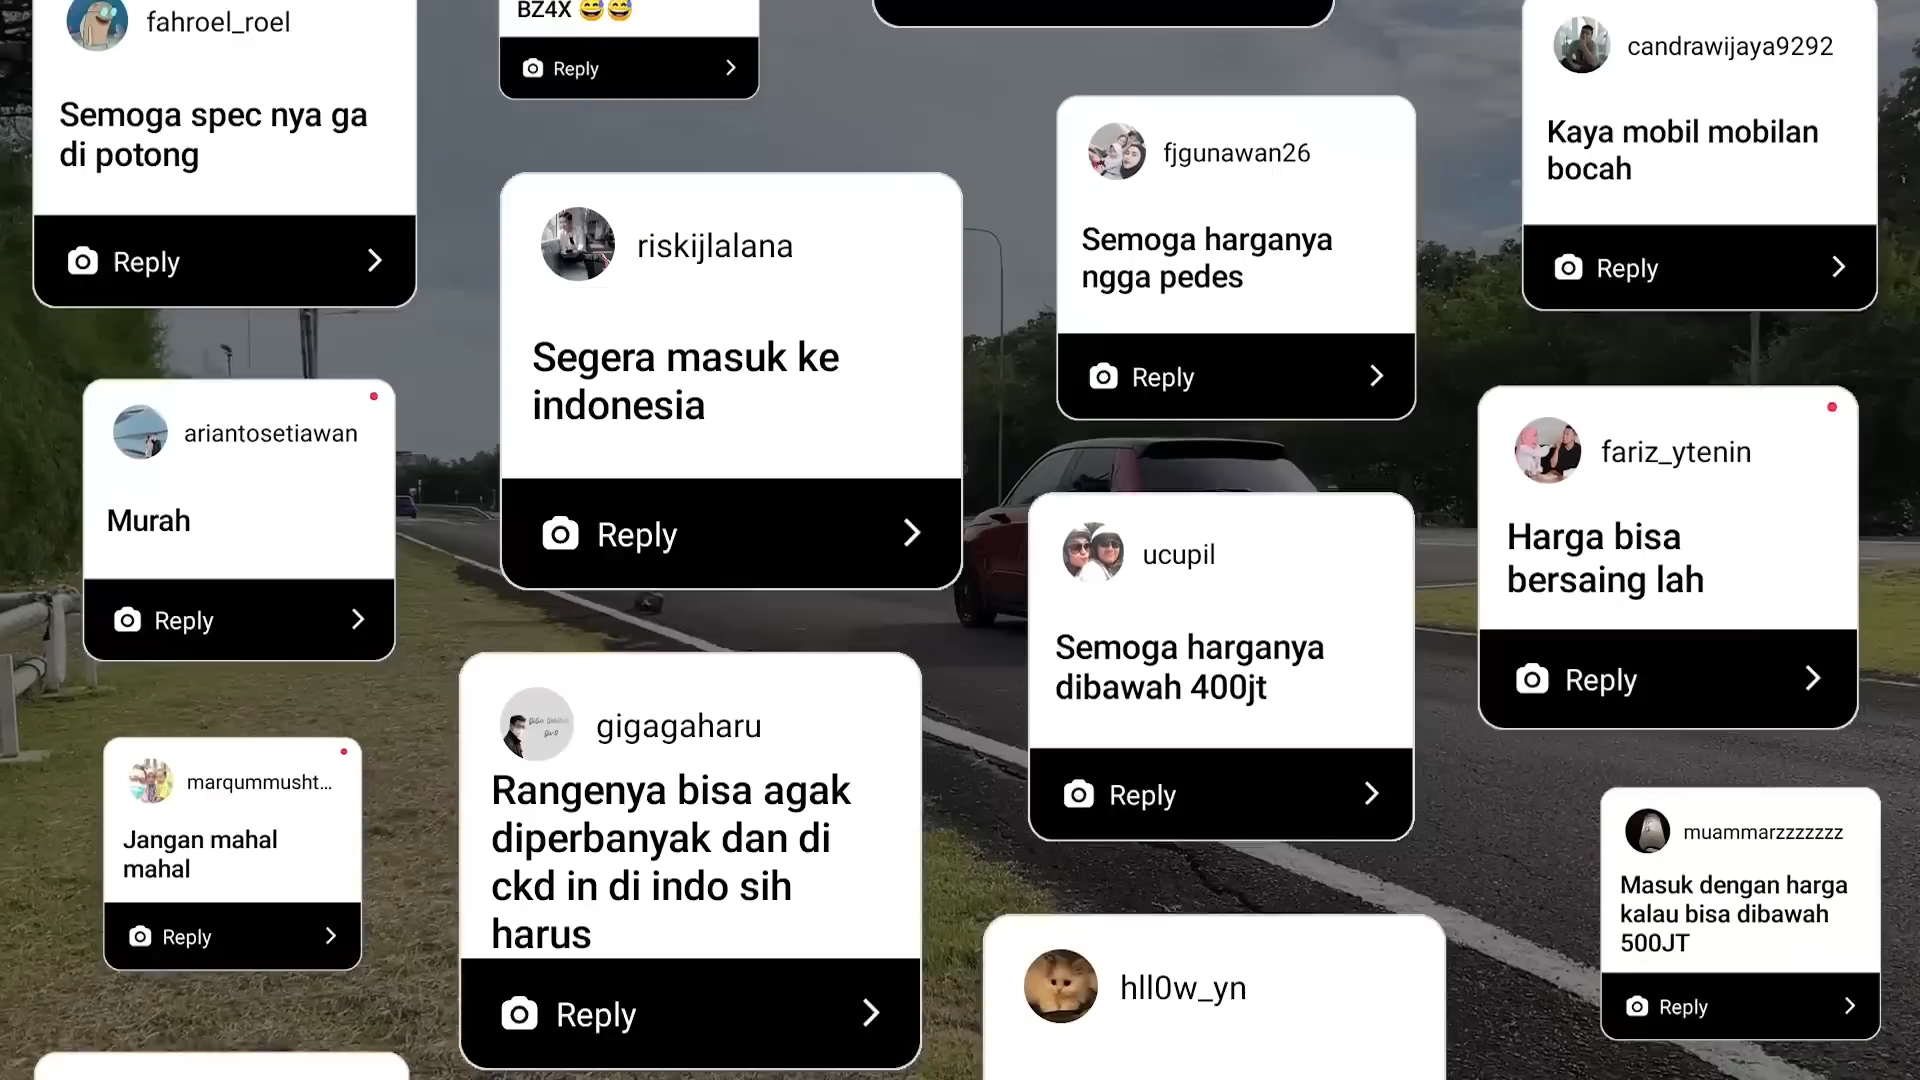 fahroel_roel
Semoga spec nya ga
di potong
Reply
BZ4X 😅😅
Reply
candrawijaya9292
Kaya mobil mobilan
bocah
Reply
fjgunawan26
Semoga harganya
ngga pedes
Reply
riskijlalana
Segera masuk ke
indonesia
Reply
ariantosetiawan
Murah
Reply
fariz_ytenin
Harga bisa
bersaing lah
Reply
ucupil
Semoga harganya
dibawah 400jt
Reply
gigagaharu
Rangenya bisa agak
diperbanyak dan di
ckd in di indo sih
harus
Reply
marqummusht...
Jangan mahal
mahal
Reply
muammarzzzzzzz
Masuk dengan harga
kalau bisa dibawah
500JT
Reply
hll0w_yn